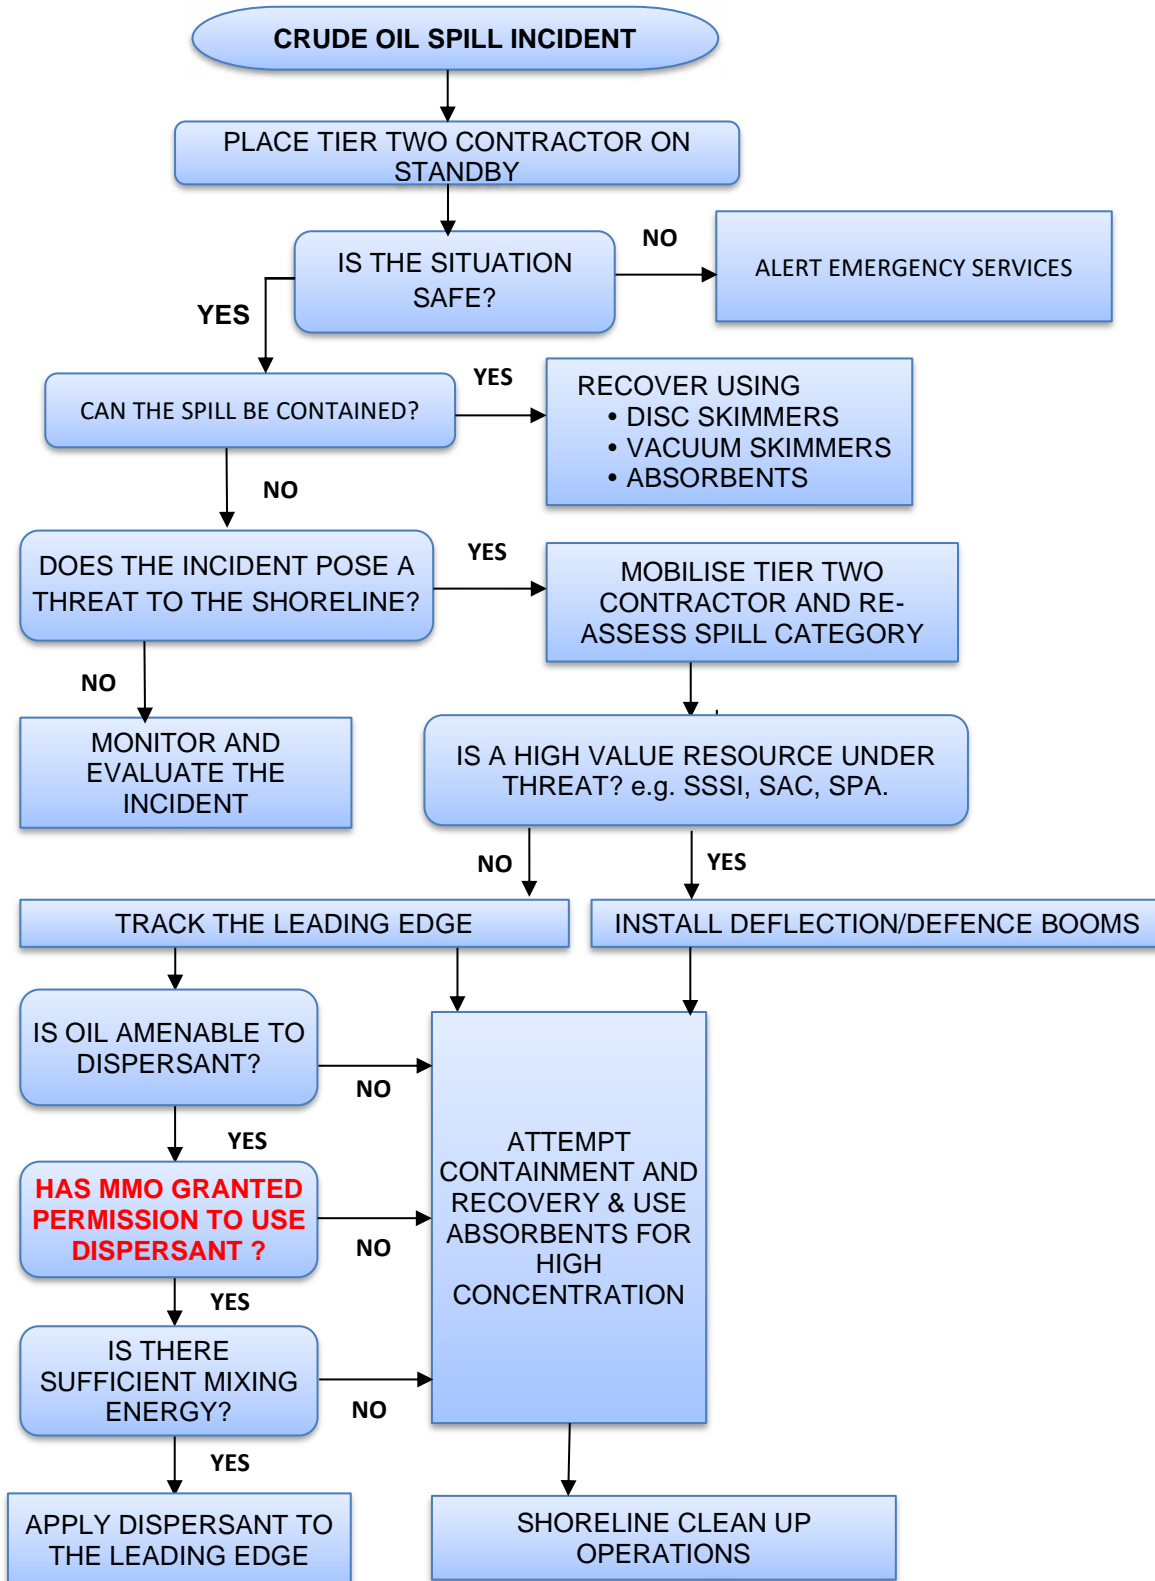 CRUDE OIL SPILL INCIDENT
PLACE TIER TWO CONTRACTOR ON
STANDBY
IS THE SITUATION
SAFE?
NO
ALERT EMERGENCY SERVICES
YES
CAN THE SPILL BE CONTAINED?
YES
RECOVER USING
• DISC SKIMMERS
• VACUUM SKIMMERS
• ABSORBENTS
NO
DOES THE INCIDENT POSE A
THREAT TO THE SHORELINE?
YES
MOBILISE TIER TWO
CONTRACTOR AND RE-
ASSESS SPILL CATEGORY
NO
MONITOR AND
EVALUATE THE
INCIDENT
IS A HIGH VALUE RESOURCE UNDER
THREAT? e.g. SSSI, SAC, SPA.
NO
YES
TRACK THE LEADING EDGE
INSTALL DEFLECTION/DEFENCE BOOMS
IS OIL AMENABLE TO
DISPERSANT?
NO
YES
HAS MMO GRANTED
PERMISSION TO USE
DISPERSANT ?
NO
YES
IS THERE
SUFFICIENT MIXING
ENERGY?
NO
YES
ATTEMPT
CONTAINMENT AND
RECOVERY & USE
ABSORBENTS FOR
HIGH
CONCENTRATION
APPLY DISPERSANT TO
THE LEADING EDGE
SHORELINE CLEAN UP
OPERATIONS